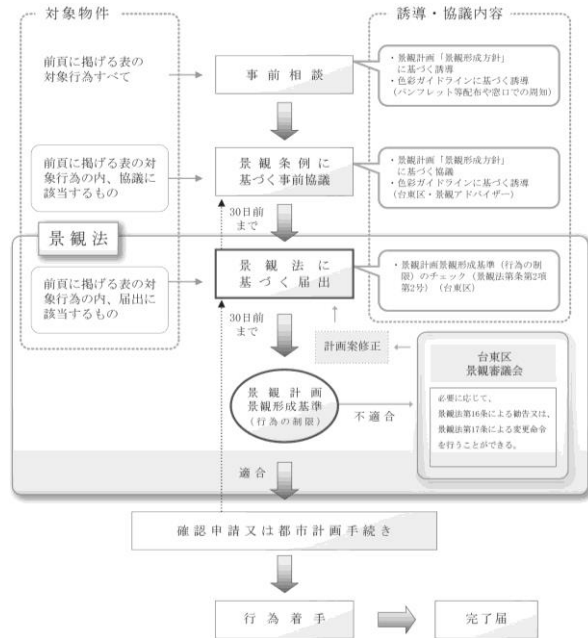 対象物件
誘導・協議内容
前頁に掲げる表の
対象行為すべて
事前相談
・景観計画「景観形成方針」
に基づく誘導
・色彩ガイドラインに基づく誘導
(パンフレット等配布や窓口での周知)
前頁に掲げる表の対
象行為の内、協議に
該当するもの
景観条例に
基づく事前協議
・景観計画「景観形成方針」
に基づく協議
・色彩ガイドラインに基づく誘導
(台東区・景観アドバイザー)
30日前
まで
景観法
前頁に掲げる表の対
象行為の内、届出に
該当するもの
景観法に
基づく届出
・景観計画景観形成基準(行為の制
限)のチェック(景観法第条第2項
第2号)(台東区)
30日前
まで
計画案修正
台東区
景観審議会
必要に応じて、
景観法第16条による勧告又は、
景観法第17条による変更命令
を行うことができる。
景観計画
景観形成基準
(行為の制限)
不適合
適合
確認申請又は都市計画手続き
行為着手
完了届